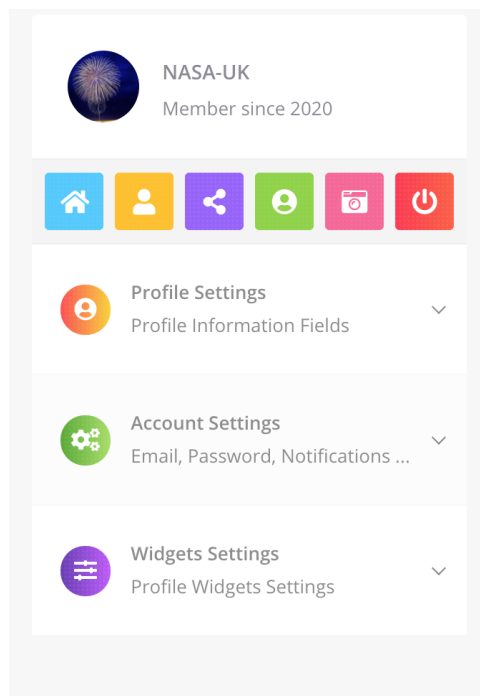 NASA-UK
Member since 2020
Profile Settings
Profile Information Fields
Account Settings
Email, Password, Notifications ...
Widgets Settings
Profile Widgets Settings